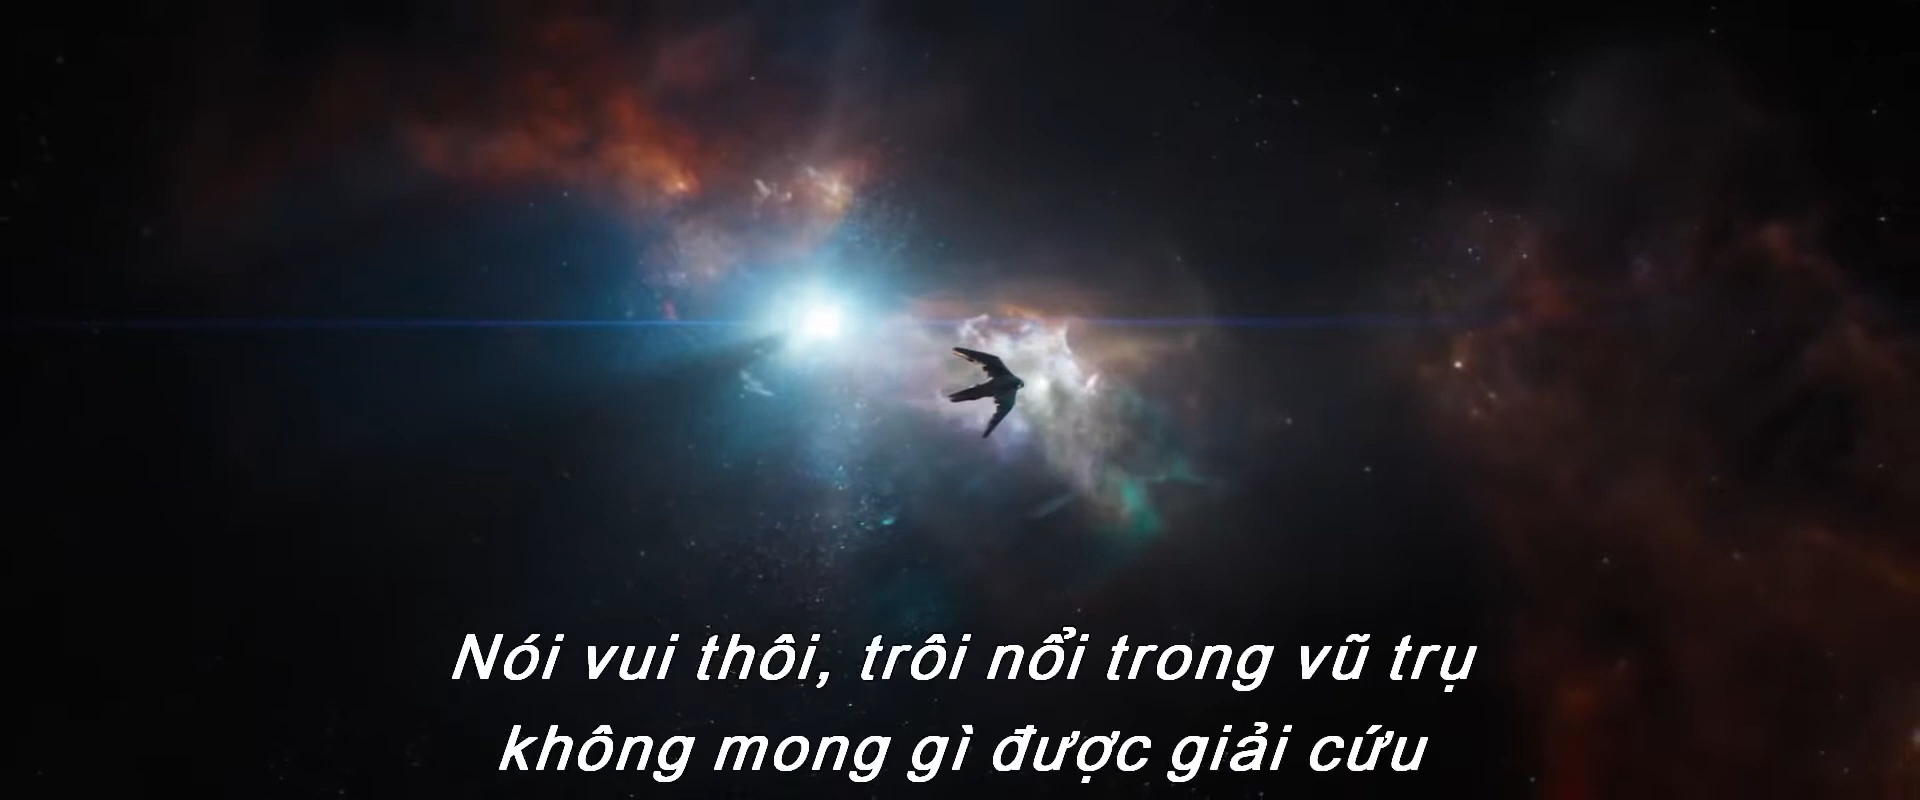 Nói vui thôi, trôi nổi trong vũ trụ
không mong gì được giải cứu